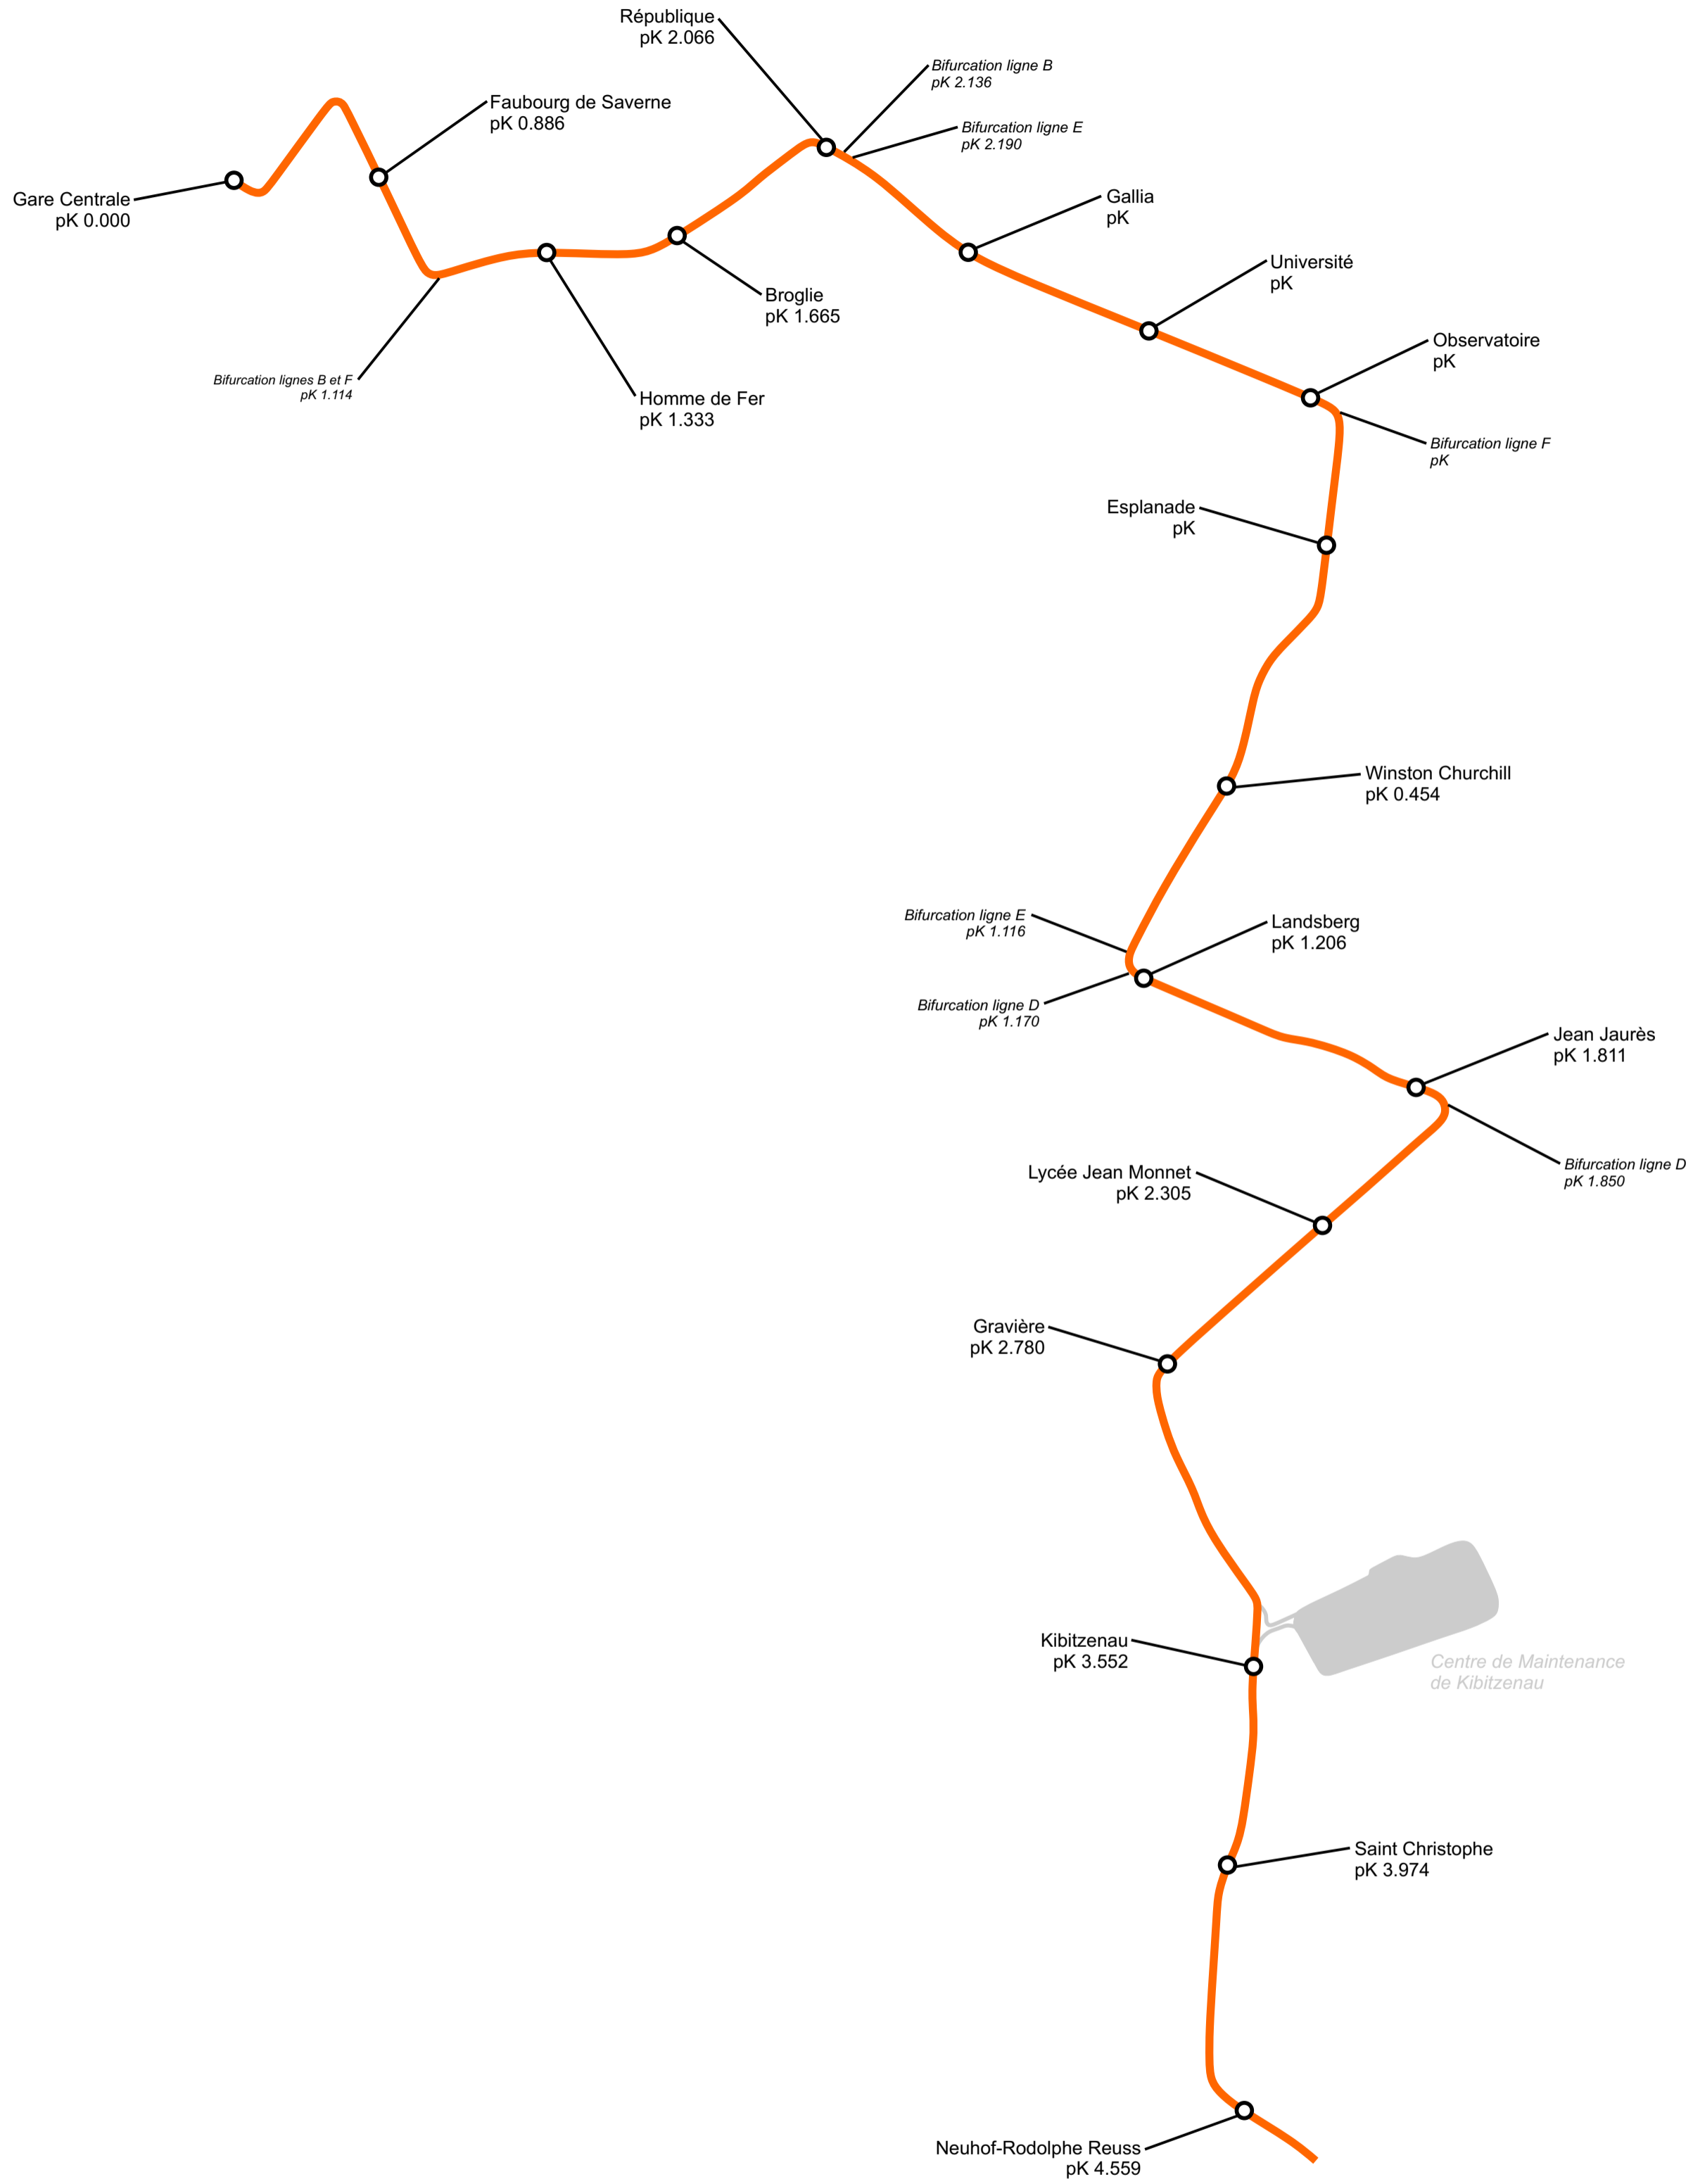 République
pK 2.066
Bifurcation ligne B
pK 2.136
Faubourg de Saverne
pK 0.886
Bifurcation ligne E
pK 2.190
Gare Centrale
pK 0.000
Gallia
pK
Université
pK
Broglie
pK 1.665
Observatoire
pK
Bifurcation lignes B et F
pK 1.114
Homme de Fer
pK 1.333
Bifurcation ligne F
pK
Esplanade
pK
Winston Churchill
pK 0.454
Bifurcation ligne E
pK 1.116
Landsberg
pK 1.206
Bifurcation ligne D
pK 1.170
Jean Jaurès
pK 1.811
Lycée Jean Monnet
pK 2.305
Bifurcation ligne D
pK 1.850
Gravière
pK 2.780
Kibitzenau
pK 3.552
Centre de Maintenance
de Kibitzenau
Saint Christophe
pK 3.974
Neuhof-Rodolphe Reuss
pK 4.559